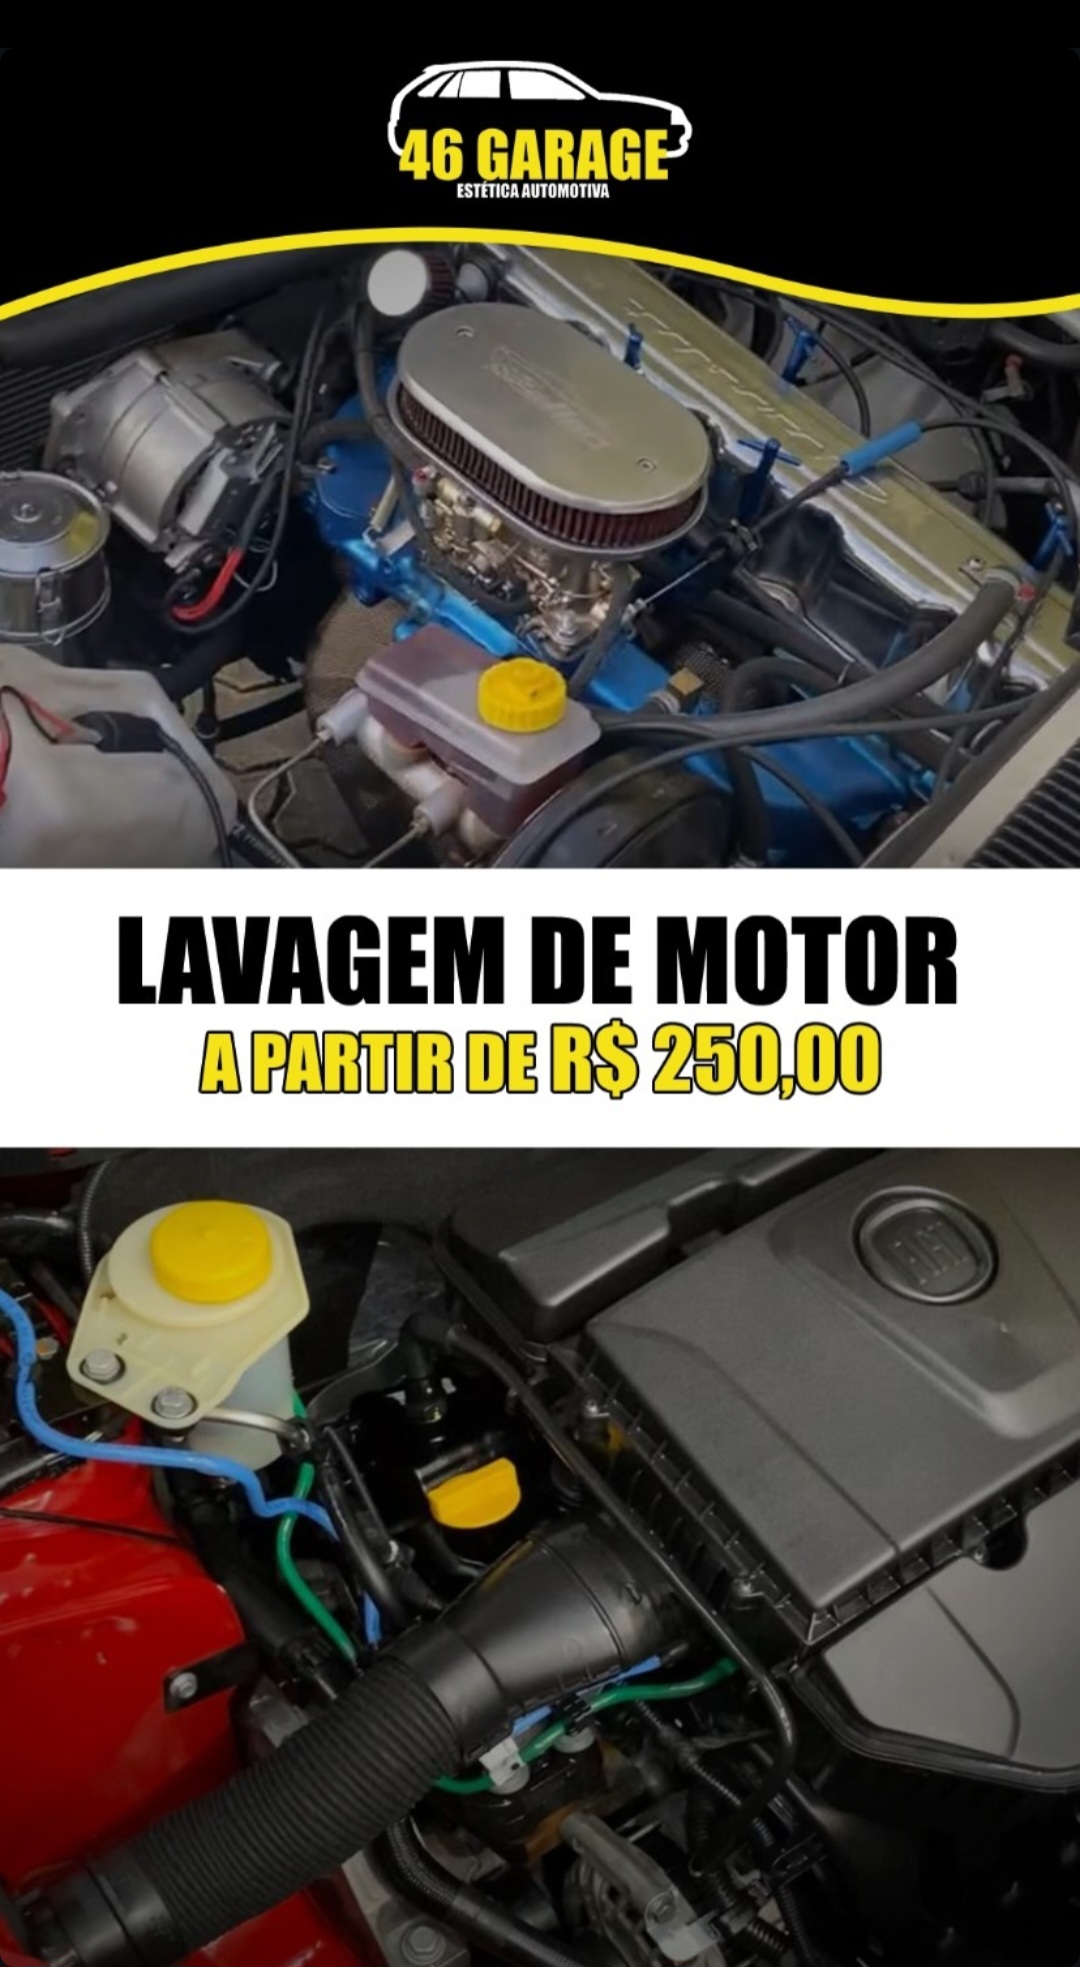 46 GARAGE
ESTÉTICA AUTOMOTIVA
LAVAGEM DE MOTOR
A PARTIR DE R$ 250,00